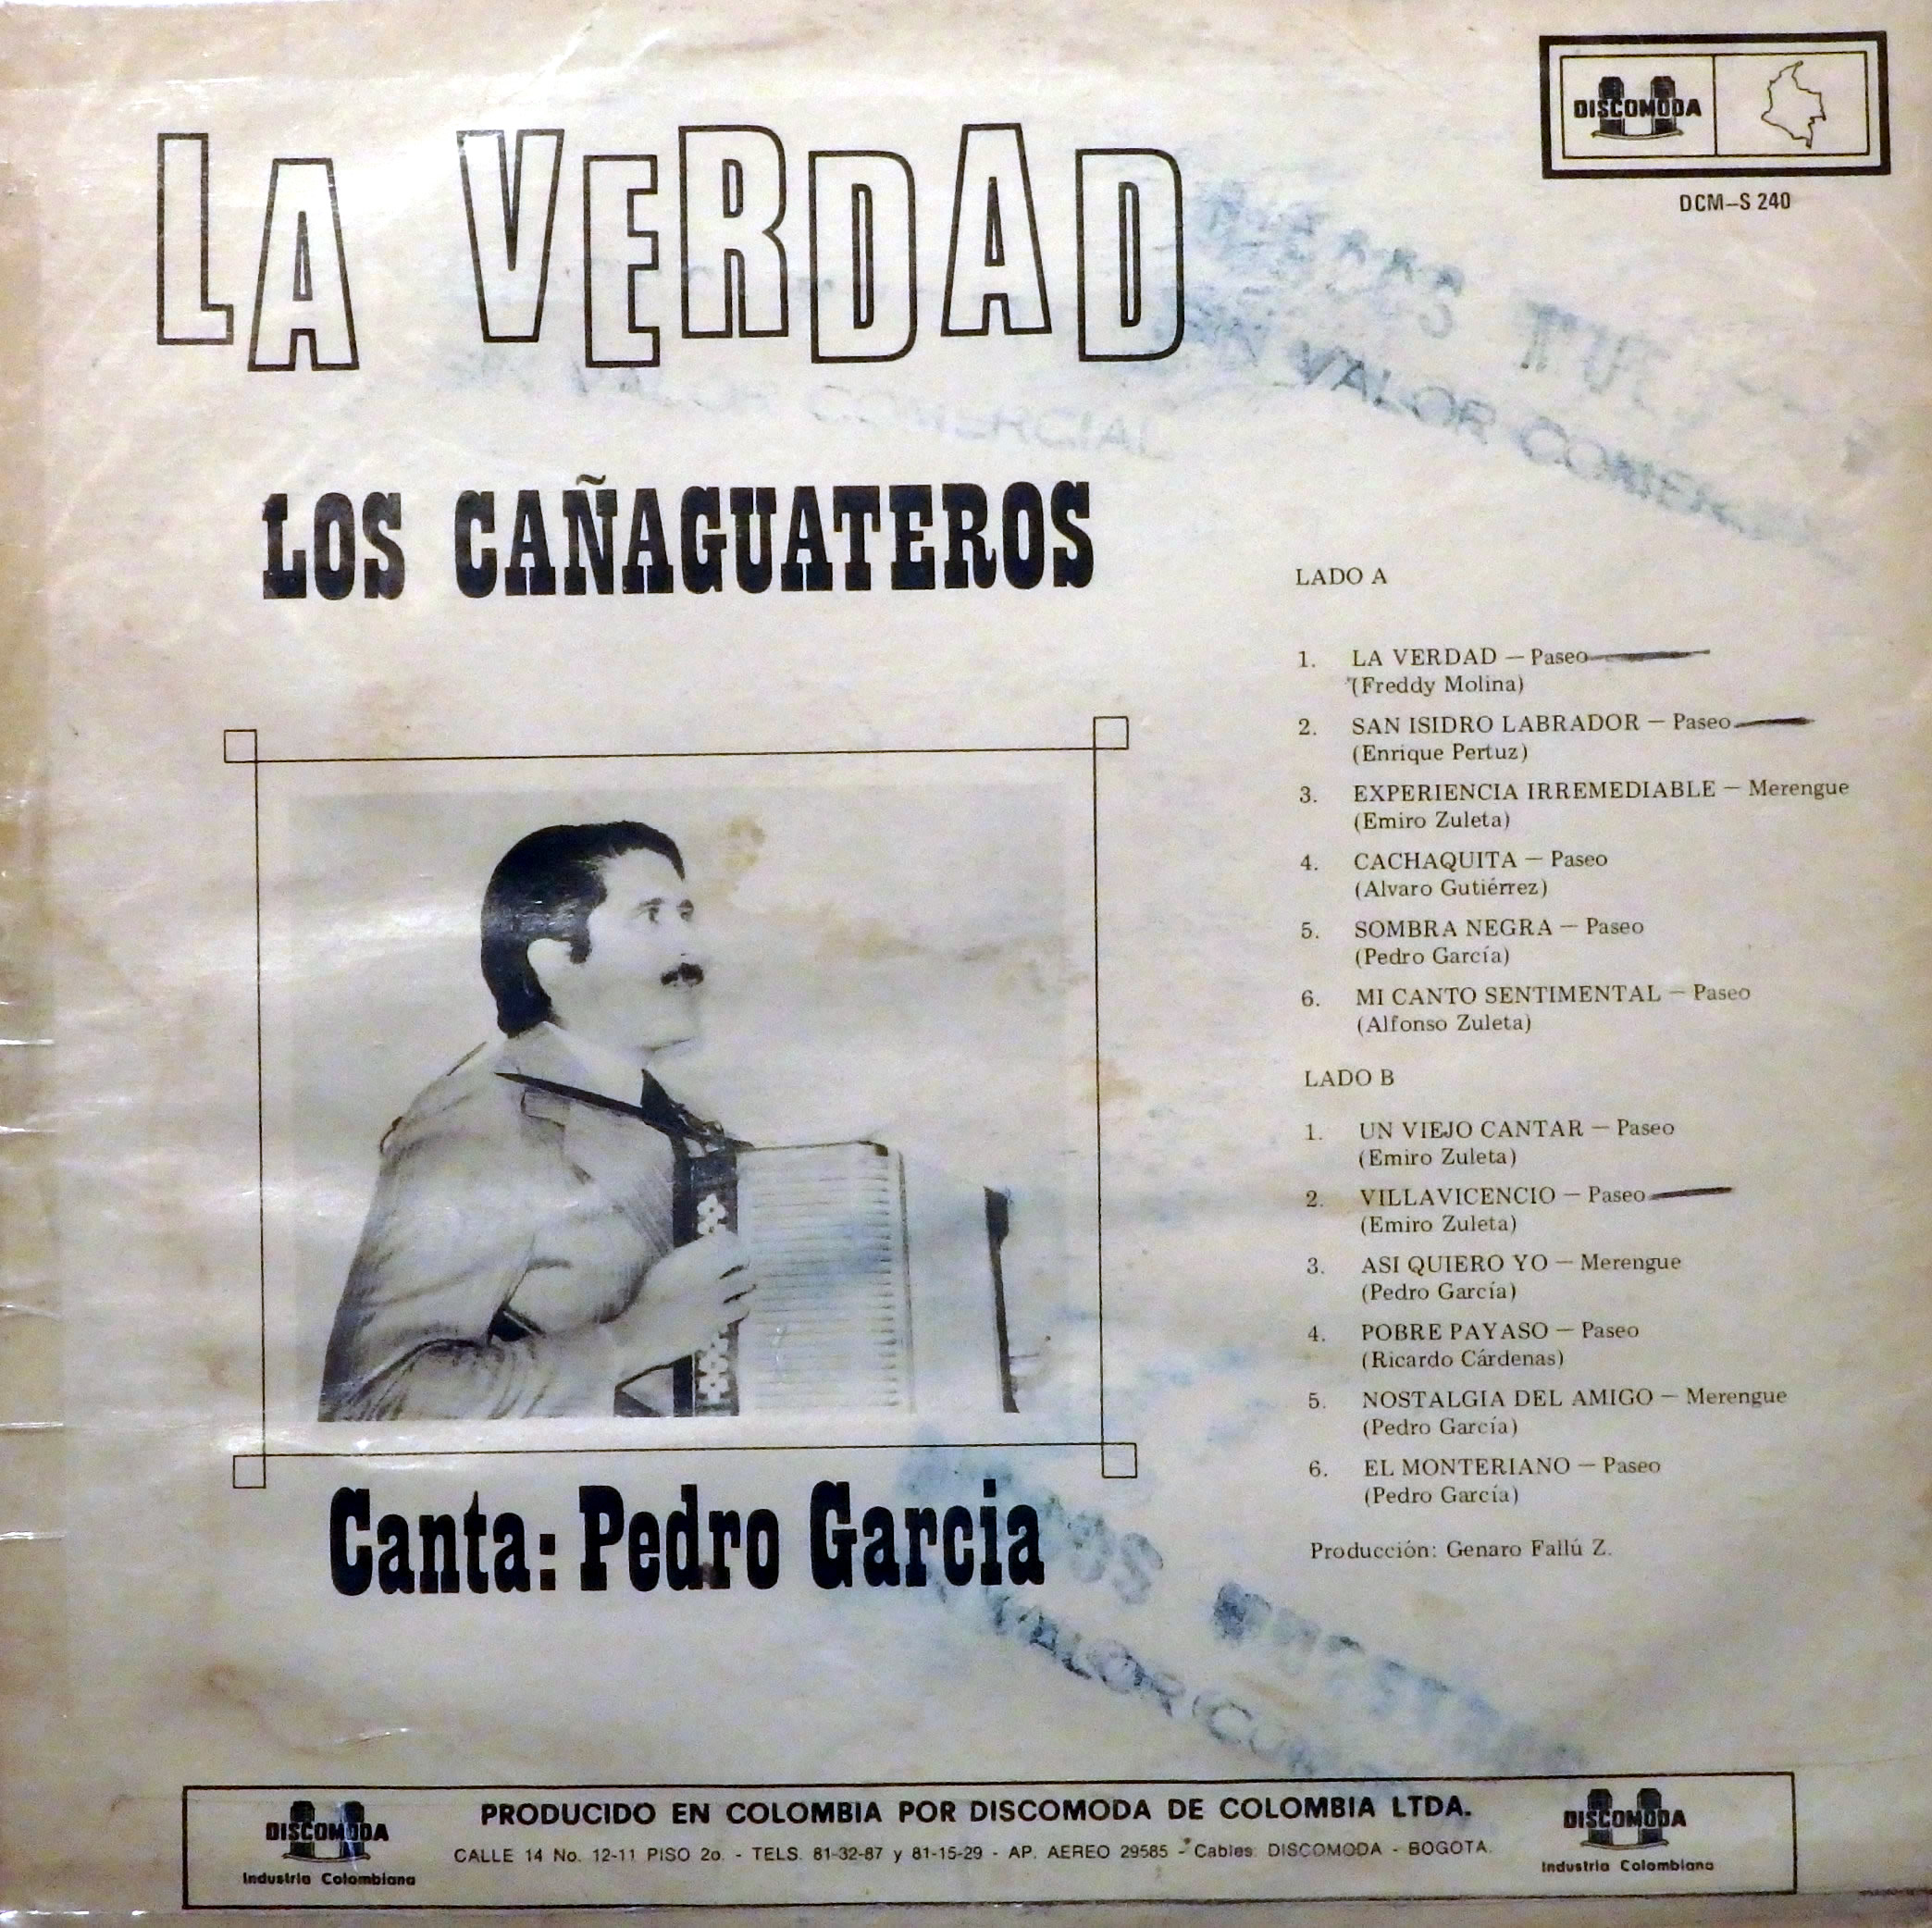 DISCOMODA
DCM-S 240
LA VERDAD
VALOR COMERCIAL
VALOR
LOS CAÑAGUATEROS
LADO A
1. LA VERDAD — Paseo
(Freddy Molina)
2. SAN ISIDRO LABRADOR — Paseo
(Enrique Pertuz)
3. EXPERIENCIA IRREMEDIABLE — Merengue
(Emiro Zuleta)
4. CACHAQUITA — Paseo
(Alvaro Gutiérrez)
5. SOMBRA NEGRA — Paseo
(Pedro García)
6. MI CANTO SENTIMENTAL — Paseo
(Alfonso Zuleta)
LADO B
1. UN VIEJO CANTAR — Paseo
(Emiro Zuleta)
2. VILLAVICENCIO — Paseo
(Emiro Zuleta)
3. ASI QUIERO YO — Merengue
(Pedro García)
4. POBRE PAYASO — Paseo
(Ricardo Cárdenas)
5. NOSTALGIA DEL AMIGO — Merengue
(Pedro García)
6. EL MONTERIANO — Paseo
(Pedro García)
Producción: Genaro Fallú Z.
Canta: Pedro Garcia
VALOR
DISCOMODA
Industria Colombiana
PRODUCIDO EN COLOMBIA POR DISCOMODA DE COLOMBIA LTDA.
CALLE 14 No. 12-11 PISO 2o. - TELS. 81-32-87 y 81-15-29 - AP. AEREO 29585 - Cables: DISCOMODA - BOGOTA.
DISCOMODA
Industria Colombiana